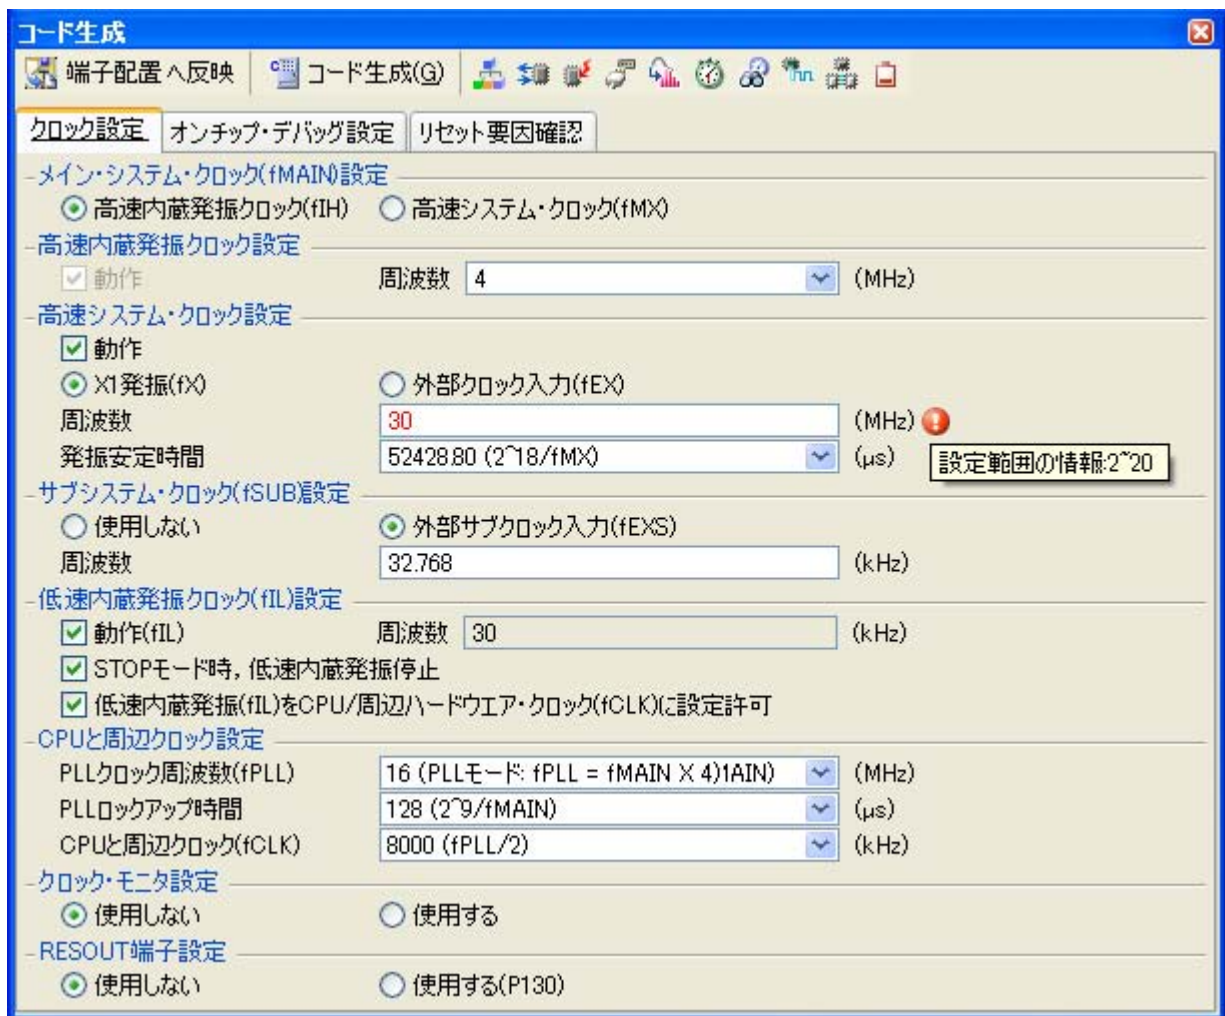 コード生成
端子配置へ反映 コード生成(G)
クロック設定 オンチップ・デバッグ設定 リセット要因確認
メイン・システム・クロック(fMAIN)設定
高速内蔵発振クロック(fIH) 高速システム・クロック(fMX)
高速内蔵発振クロック設定
動作 周波数 4 (MHz)
高速システム・クロック設定
動作
X1発振(fX) 外部クロック入力(fEX)
周波数 30 (MHz)
発振安定時間 52428.80 (2^18/fMX) (μs) 設定範囲の情報:2~20
サブシステム・クロック(fSUB)設定
使用しない 外部サブクロック入力(fEXS)
周波数 32.768 (kHz)
低速内蔵発振クロック(fIL)設定
動作(fIL) 周波数 30 (kHz)
STOPモード時, 低速内蔵発振停止
低速内蔵発振(fIL)をCPU/周辺ハードウエア・クロック(fCLK)に設定許可
CPUと周辺クロック設定
PLLクロック周波数(fPLL) 16 (PLLモード: fPLL = fMAIN X 4)1AIN) (MHz)
PLLロックアップ時間 128 (2^9/fMAIN) (μs)
CPUと周辺クロック(fCLK) 8000 (fPLL/2) (kHz)
クロック・モニタ設定
使用しない 使用する
RESOUT端子設定
使用しない 使用する(P130)